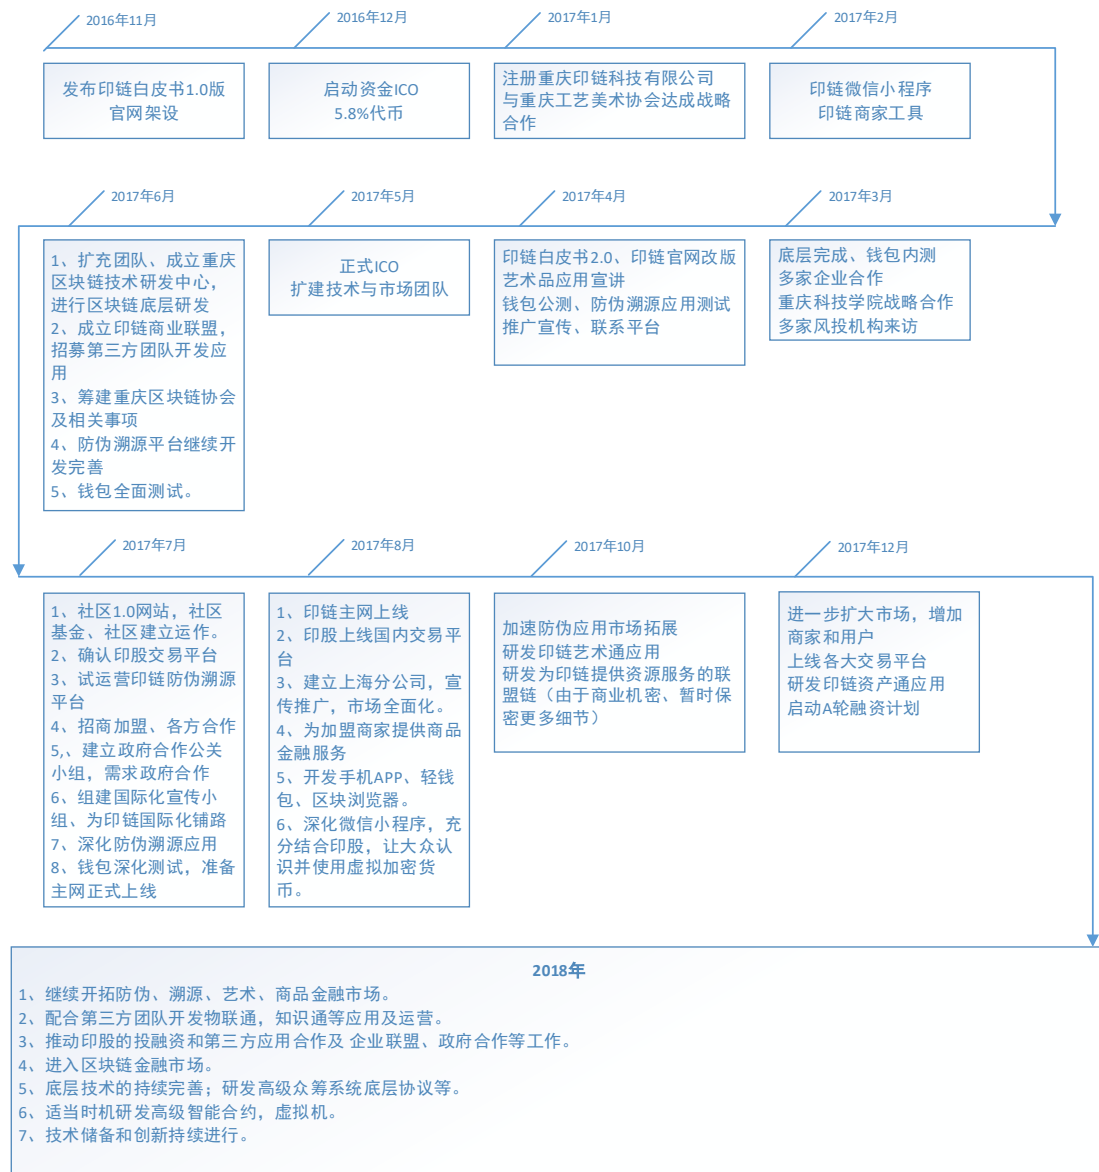 2016年11月
2016年12月
2017年1月
2017年2月
发布印链白皮书1.0版
官网架设
启动资金ICO
5.8%代币
注册重庆印链科技有限公司
与重庆工艺美术协会达成战略
合作
印链微信小程序
印链商家工具
2017年6月
2017年5月
2017年4月
2017年3月
1、扩充团队、成立重庆
区块链技术研发中心，
进行区块链底层研发
2、成立印链商业联盟，
招募第三方团队开发应
用
3、筹建重庆区块链协会
及相关事项
4、防伪溯源平台继续开
发完善
5、钱包全面测试。
正式ICO
扩建技术与市场团队
印链白皮书2.0、印链官网改版
艺术品应用宣讲
钱包公测、防伪溯源应用测试
推广宣传、联系平台
底层完成、钱包内测
多家企业合作
重庆科技学院战略合作
多家风投机构来访
2017年7月
2017年8月
2017年10月
2017年12月
1、社区1.0网站，社区
基金、社区建立运作。
2、确认印股交易平台
3、试运营印链防伪溯源
平台
4、招商加盟、各方合作
5,、建立政府合作公关
小组，需求政府合作
6、组建国际化宣传小
组、为印链国际化铺路
7、深化防伪溯源应用
8、钱包深化测试，准备
主网正式上线
1、印链主网上线
2、印股上线国内交易平
台
3、建立上海分公司，宣
传推广，市场全面化。
4、为加盟商家提供商品
金融服务
5、开发手机APP、轻钱
包、区块浏览器。
6、深化微信小程序，充
分结合印股，让大众认
识并使用虚拟加密货
币。
加速防伪应用市场拓展
研发印链艺术通应用
研发为印链提供资源服务的联
盟链（由于商业机密、暂时保
密更多细节）
进一步扩大市场，增加
商家和用户
上线各大交易平台
研发印链资产通应用
启动A轮融资计划
2018年
1、继续开拓防伪、溯源、艺术、商品金融市场。
2、配合第三方团队开发物联通，知识通等应用及运营。
3、推动印股的投融资和第三方应用合作及 企业联盟、政府合作等工作。
4、进入区块链金融市场。
5、底层技术的持续完善；研发高级众筹系统底层协议等。
6、适当时机研发高级智能合约，虚拟机。
7、技术储备和创新持续进行。